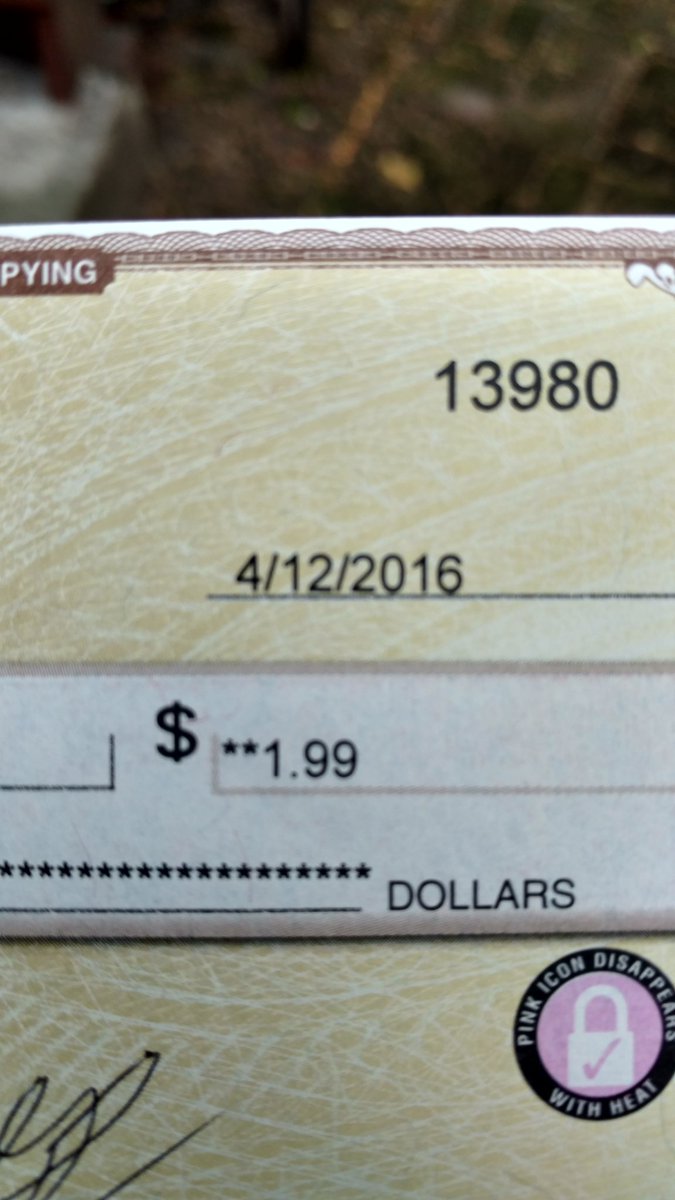 PYING
13980
4/12/2016
$ **1.99
******************* DOLLARS
PINK ICON DISAPPEARS
WITH HEAT